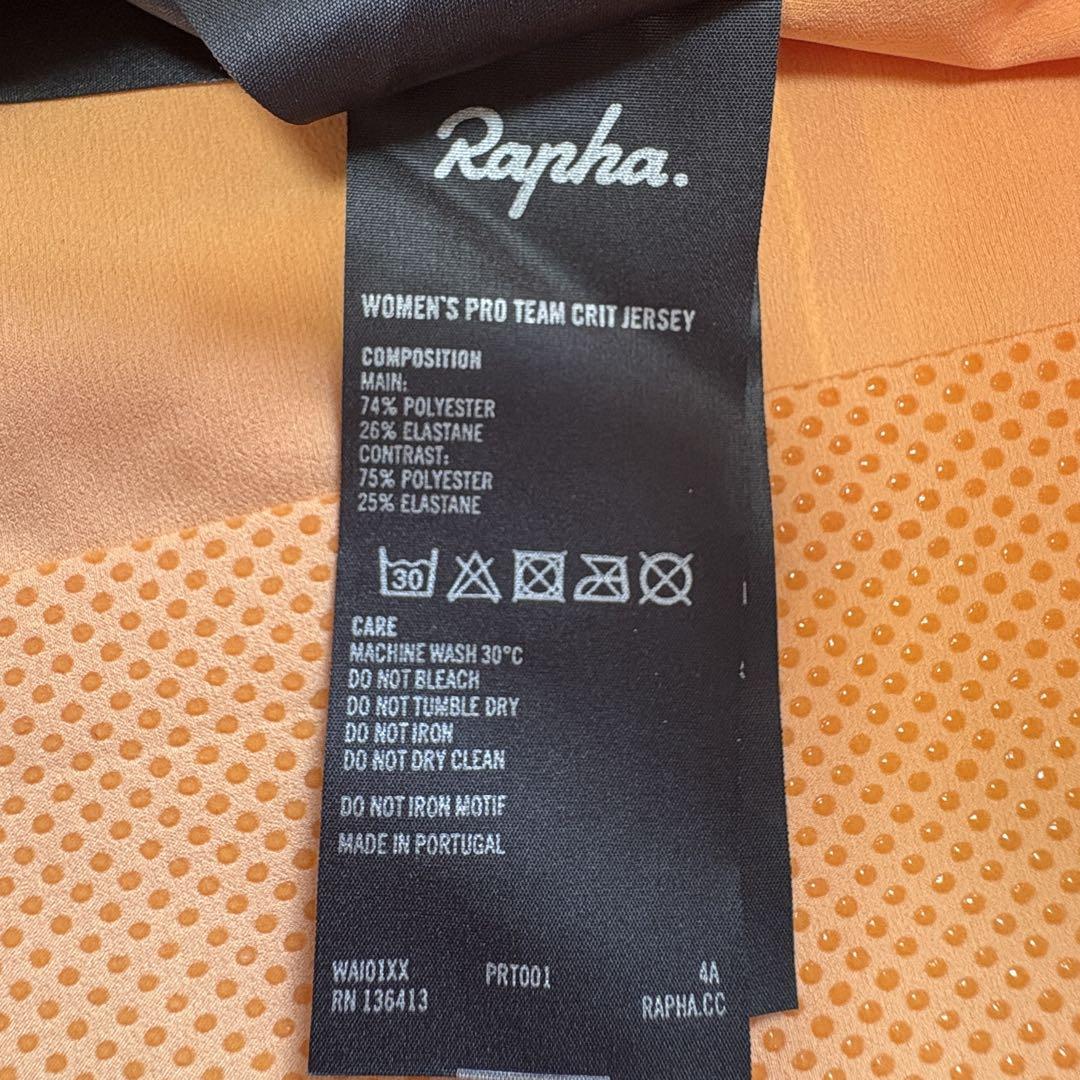 Rapha.
WOMEN'S PRO TEAM CRIT JERSEY
COMPOSITION
MAIN:
74% POLYESTER
26% ELASTANE
CONTRAST:
75% POLYESTER
25% ELASTANE
30
CARE
MACHINE WASH 30°C
DO NOT BLEACH
DO NOT TUMBLE DRY
DO NOT IRON
DO NOT DRY CLEAN
DO NOT IRON MOTIF
MADE IN PORTUGAL
WAI01XX PRT001 4A
RN 136413 RAPHA.CC